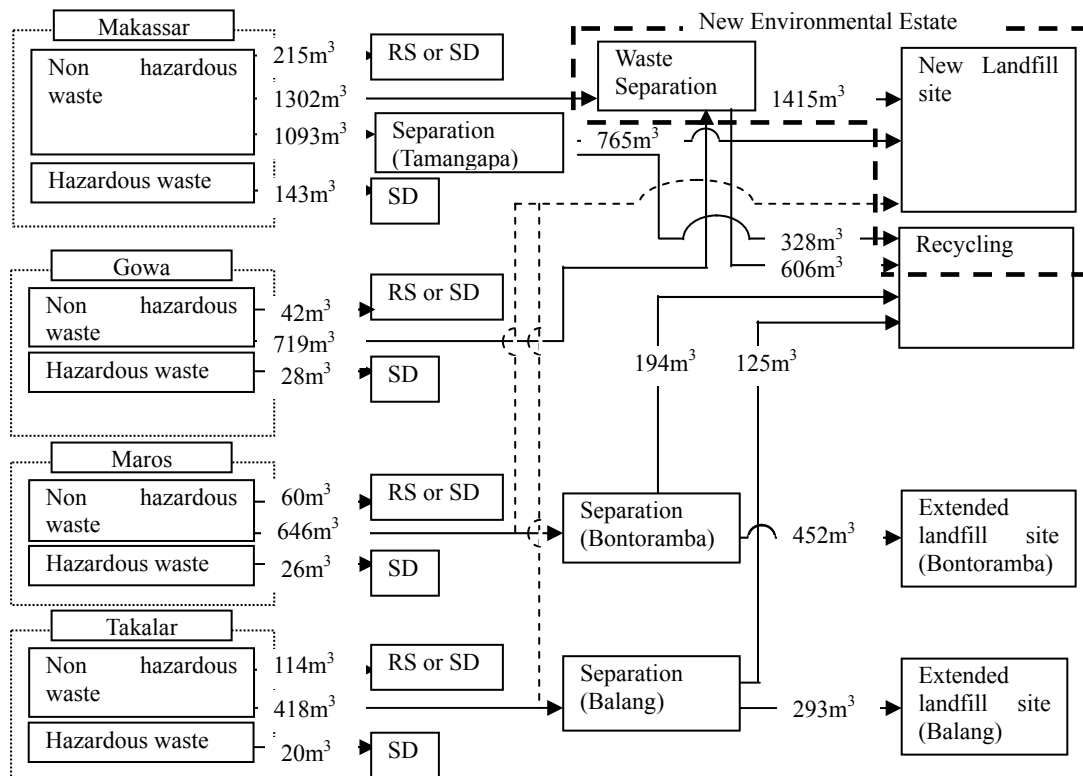 New Environmental Estate
Makassar
Non hazardous
waste
215m³
1302m³
1093m³
Hazardous waste
143m³
RS or SD
Separation
(Tamangapa)
SD
Waste
Separation
1415m³
765m³
328m³
606m³
New Landfill
site
Recycling
Gowa
Non hazardous
waste
42m³
719m³
Hazardous waste
28m³
RS or SD
SD
194m³
125m³
Maros
Non hazardous
waste
60m³
646m³
Hazardous waste
26m³
RS or SD
SD
Separation
(Bontoramba)
452m³
Extended
landfill site
(Bontoramba)
Takalar
Non hazardous
waste
114m³
418m³
Hazardous waste
20m³
RS or SD
SD
Separation
(Balang)
293m³
Extended
landfill site
(Balang)